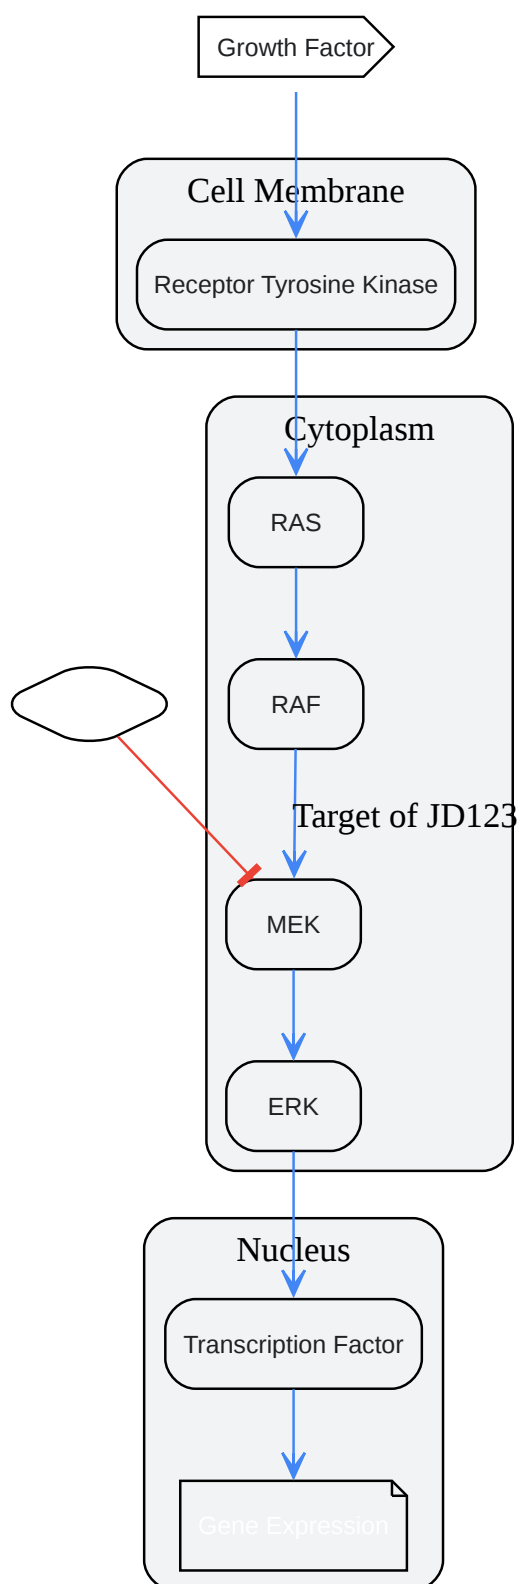 Growth Factor
Cell Membrane
Receptor Tyrosine Kinase
Cytoplasm
RAS
RAF
Target of JD123
MEK
ERK
Nucleus
Transcription Factor
Gene Expression